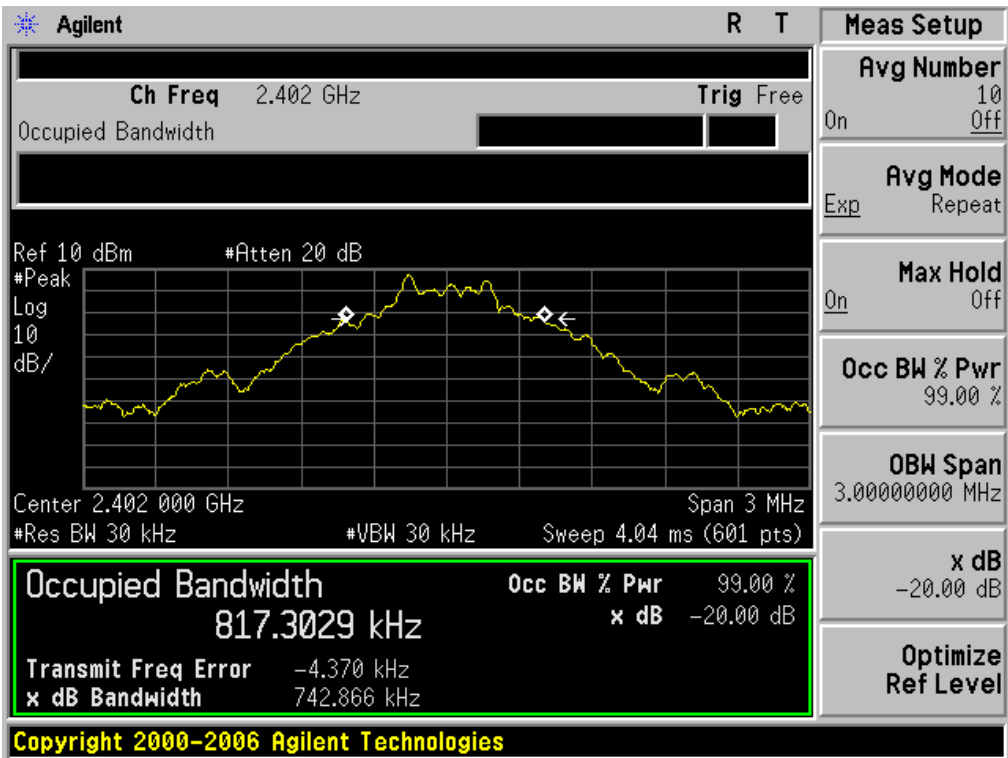 Agilent R T
Ch Freq 2.402 GHz Trig Free
Occupied Bandwidth
Ref 10 dBm #Atten 20 dB
#Peak
Log
10
dB/
Center 2.402 000 GHz Span 3 MHz
#Res BW 30 kHz #VBW 30 kHz Sweep 4.04 ms (601 pts)
Occupied Bandwidth Occ BW % Pwr 99.00 %
817.3029 kHz x dB -20.00 dB
Transmit Freq Error -4.370 kHz
x dB Bandwidth 742.866 kHz
Copyright 2000-2006 Agilent Technologies
Meas Setup
Avg Number
10
On Off
Avg Mode
Exp Repeat
Max Hold
On Off
Occ BW % Pwr
99.00 %
OBW Span
3.00000000 MHz
x dB
-20.00 dB
Optimize
Ref Level